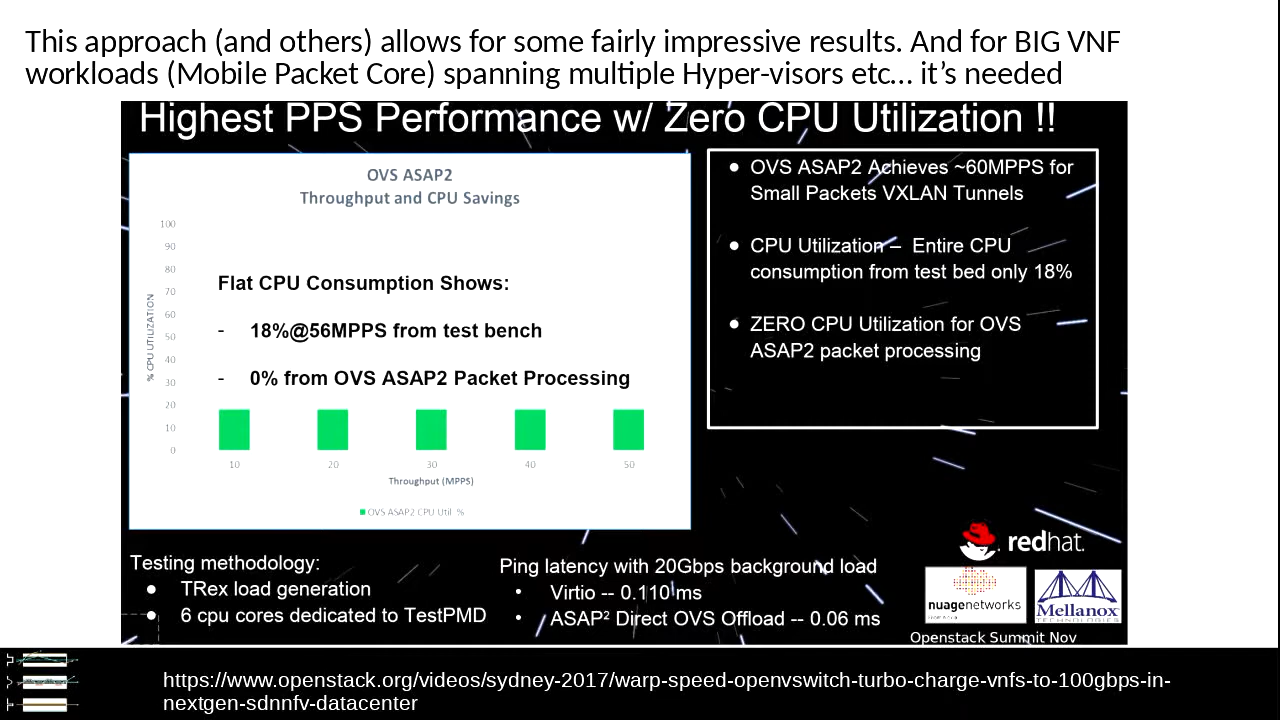 This approach (and others) allows for some fairly impressive results. And for BIG VNF
workloads (Mobile Packet Core) spanning multiple Hyper-visors etc... it's needed
Highest PPS Performance w/ Zero CPU Utilization !!
OVS ASAP2
Throughput and CPU Savings
% CPU UTILIZATION
100
90
80
70
60
50
40
30
20
10
0
Flat CPU Consumption Shows:
- 18%@56MPPS from test bench
- 0% from OVS ASAP2 Packet Processing
10 20 30 40 50
Throughput (MPPS)
OVS ASAP2 CPU Util %
● OVS ASAP2 Achieves ~60MPPS for
Small Packets VXLAN Tunnels
● CPU Utilization – Entire CPU
consumption from test bed only 18%
● ZERO CPU Utilization for OVS
ASAP2 packet processing
Testing methodology:
● TRex load generation
● 6 cpu cores dedicated to TestPMD
Ping latency with 20Gbps background load
• Virtio -- 0.110 ms
• ASAP² Direct OVS Offload -- 0.06 ms
redhat.
nuagenetworks
Mellanox
TECHNOLOGIES
Openstack Summit Nov
https://www.openstack.org/videos/sydney-2017/warp-speed-openvswitch-turbo-charge-vnfs-to-100gbps-in-
nextgen-sdnnfv-datacenter